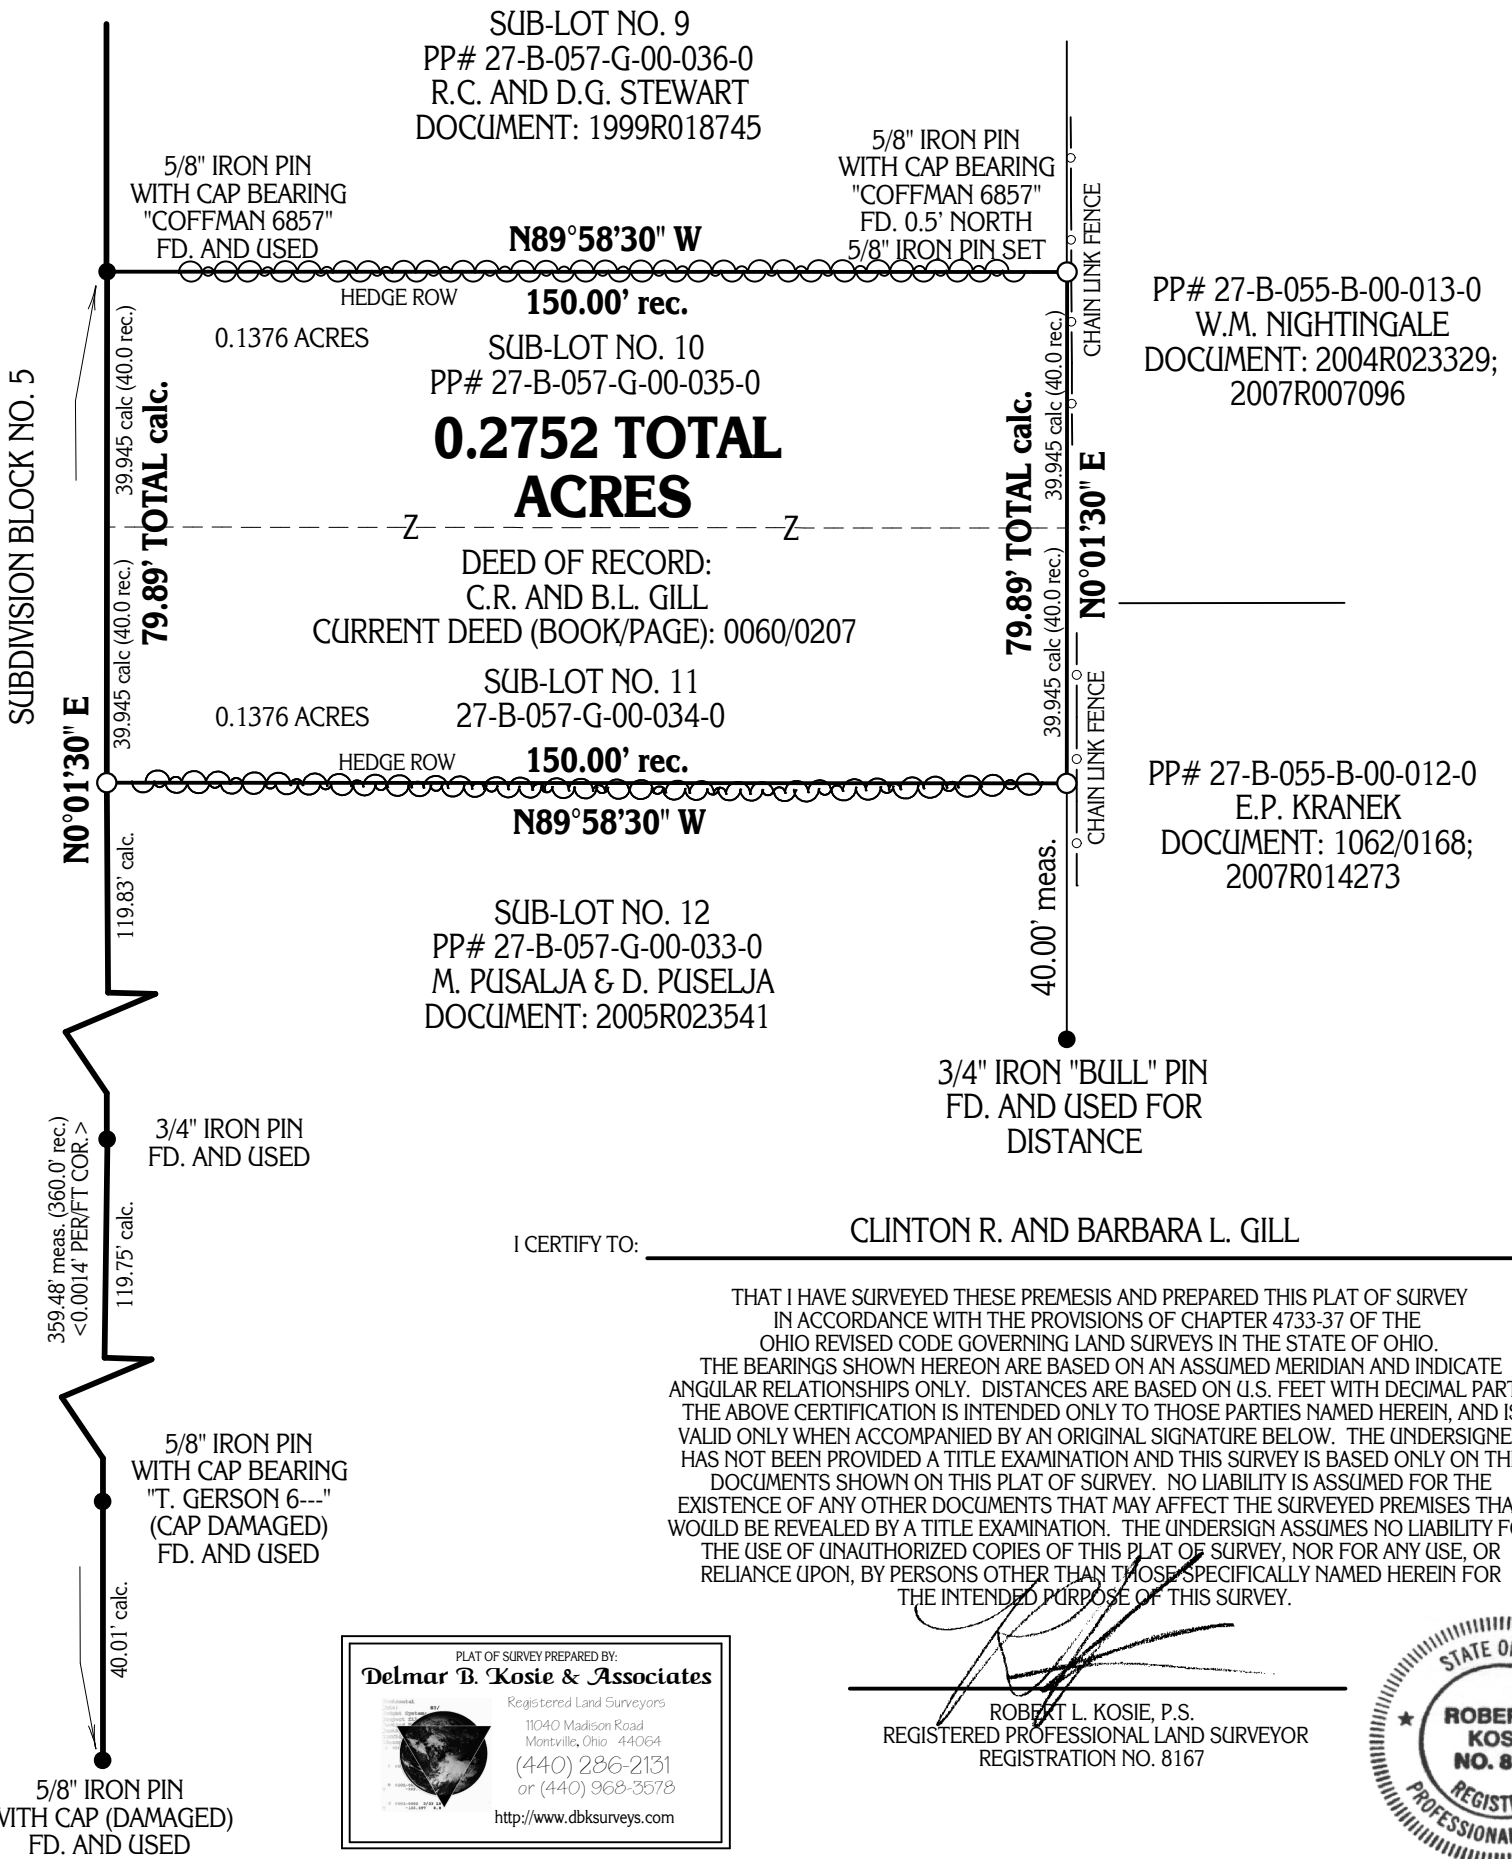 SUB-LOT NO. 9
PP# 27-B-057-G-00-036-0
R.C. AND D.G. STEWART
DOCUMENT: 1999R018745
5/8" IRON PIN
WITH CAP BEARING
"COFFMAN 6857"
FD. AND USED
5/8" IRON PIN
WITH CAP BEARING
"COFFMAN 6857"
FD. 0.5' NORTH
5/8" IRON PIN SET
N89°58'30" W
HEDGE ROW
150.00' rec.
CHAIN LINK FENCE
0.1376 ACRES
SUB-LOT NO. 10
PP# 27-B-057-G-00-035-0
0.2752 TOTAL
ACRES
PP# 27-B-055-B-00-013-0
W.M. NIGHTINGALE
DOCUMENT: 2004R023329;
2007R007096
SUBDIVISION BLOCK NO. 5
39.945 calc (40.0 rec.)
79.89' TOTAL calc.
39.945 calc (40.0 rec.)
N0°01'30" E
39.945 calc (40.0 rec.)
79.89' TOTAL calc.
39.945 calc (40.0 rec.)
N0°01'30" E
Z
Z
DEED OF RECORD:
C.R. AND B.L. GILL
CURRENT DEED (BOOK/PAGE): 0060/0207
SUB-LOT NO. 11
27-B-057-G-00-034-0
0.1376 ACRES
HEDGE ROW
150.00' rec.
N89°58'30" W
CHAIN LINK FENCE
PP# 27-B-055-B-00-012-0
E.P. KRANEK
DOCUMENT: 1062/0168;
2007R014273
119.83' calc.
SUB-LOT NO. 12
PP# 27-B-057-G-00-033-0
M. PUSALJA & D. PUSELJA
DOCUMENT: 2005R023541
40.00' meas.
3/4" IRON "BULL" PIN
FD. AND USED FOR
DISTANCE
3/4" IRON PIN
FD. AND USED
359.48' meas. (360.0' rec.)
<0.0014' PER/FT COR. >
119.75' calc.
5/8" IRON PIN
WITH CAP BEARING
"T. GERSON 6---"
(CAP DAMAGED)
FD. AND USED
40.01' calc.
5/8" IRON PIN
WITH CAP (DAMAGED)
FD. AND USED
I CERTIFY TO:
CLINTON R. AND BARBARA L. GILL
THAT I HAVE SURVEYED THESE PREMESIS AND PREPARED THIS PLAT OF SURVEY
IN ACCORDANCE WITH THE PROVISIONS OF CHAPTER 4733-37 OF THE
OHIO REVISED CODE GOVERNING LAND SURVEYS IN THE STATE OF OHIO.
THE BEARINGS SHOWN HEREON ARE BASED ON AN ASSUMED MERIDIAN AND INDICATE
ANGULAR RELATIONSHIPS ONLY. DISTANCES ARE BASED ON U.S. FEET WITH DECIMAL PART
THE ABOVE CERTIFICATION IS INTENDED ONLY TO THOSE PARTIES NAMED HEREIN, AND IS
VALID ONLY WHEN ACCOMPANIED BY AN ORIGINAL SIGNATURE BELOW. THE UNDERSIGNE
HAS NOT BEEN PROVIDED A TITLE EXAMINATION AND THIS SURVEY IS BASED ONLY ON TH
DOCUMENTS SHOWN ON THIS PLAT OF SURVEY. NO LIABILITY IS ASSUMED FOR THE
EXISTENCE OF ANY OTHER DOCUMENTS THAT MAY AFFECT THE SURVEYED PREMISES THA
WOULD BE REVEALED BY A TITLE EXAMINATION. THE UNDERSIGN ASSUMES NO LIABILITY FO
THE USE OF UNAUTHORIZED COPIES OF THIS PLAT OF SURVEY, NOR FOR ANY USE, OR
RELIANCE UPON, BY PERSONS OTHER THAN THOSE SPECIFICALLY NAMED HEREIN FOR
THE INTENDED PURPOSE OF THIS SURVEY.
ROBERT L. KOSIE, P.S.
REGISTERED PROFESSIONAL LAND SURVEYOR
REGISTRATION NO. 8167
PLAT OF SURVEY PREPARED BY:
Delmar B. Kosie & Associates
Registered Land Surveyors
11040 Madison Road
Montville, Ohio 44064
(440) 286-2131
or (440) 968-3578
http://www.dbksurveys.com
STATE O
ROBE
KOS
NO. 8
REGIST
PROFESSIONA